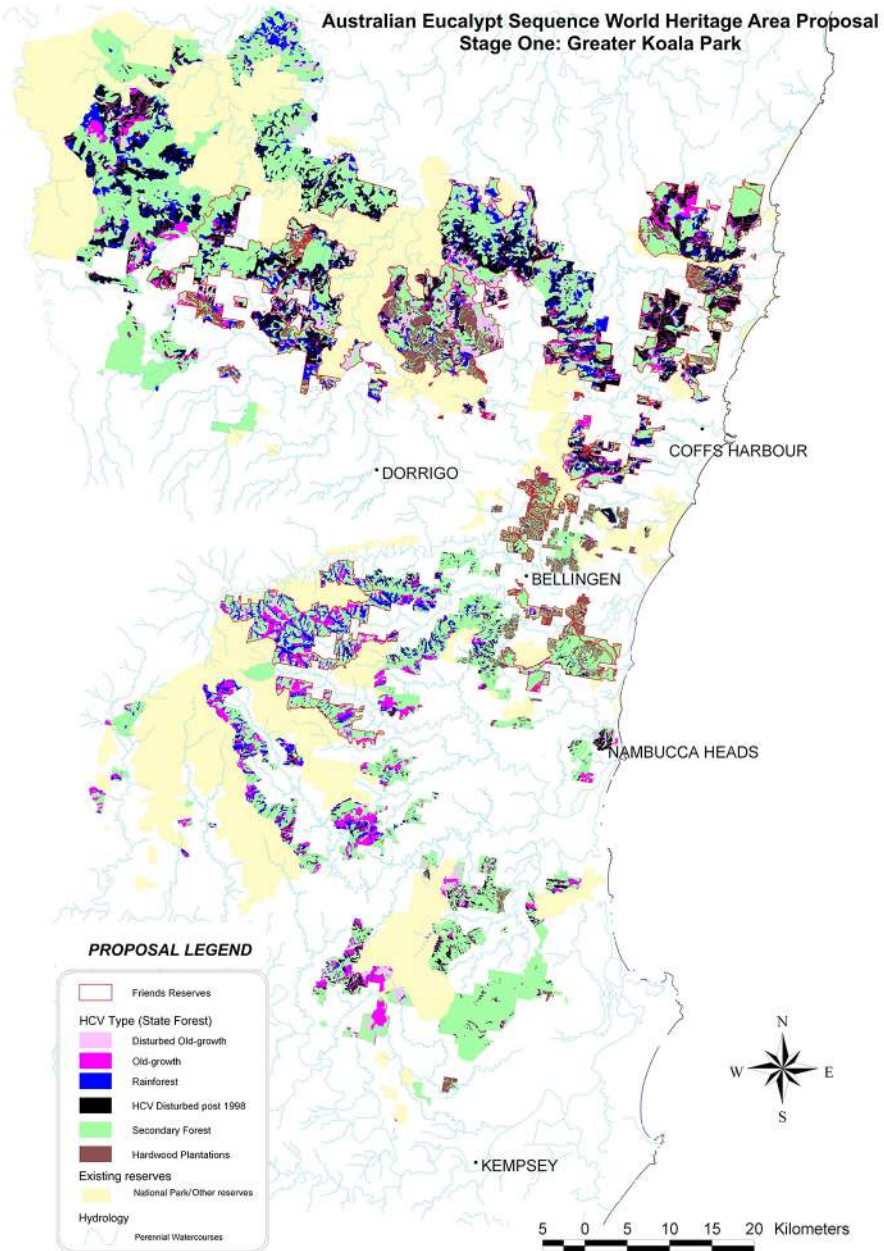 Australian Eucalypt Sequence World Heritage Area Proposal
Stage One: Greater Koala Park
COFFS HARBOUR
DORRIGO
BELLINGEN
NAMBUCCA HEADS
PROPOSAL LEGEND
Friends Reserves
HCV Type (State Forest)
Disturbed Old-growth
Old-growth
Rainforest
HCV Disturbed post 1998
Secondary Forest
Hardwood Plantations
Existing reserves
National Park/Other reserves
Hydrology
Perennial Watercourses
N
W E
S
KEMPSEY
5 0 5 10 15 20 Kilometers